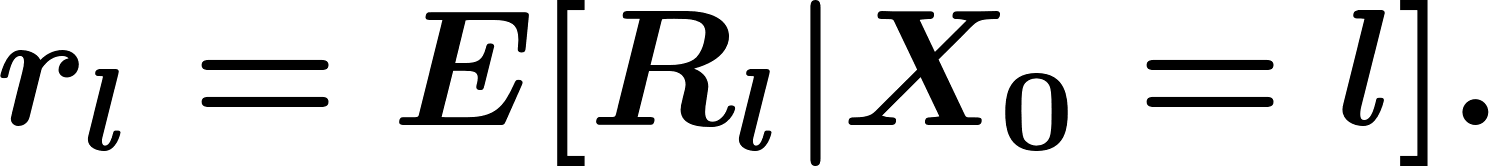 r_l = E[R_l|X_0 = l].